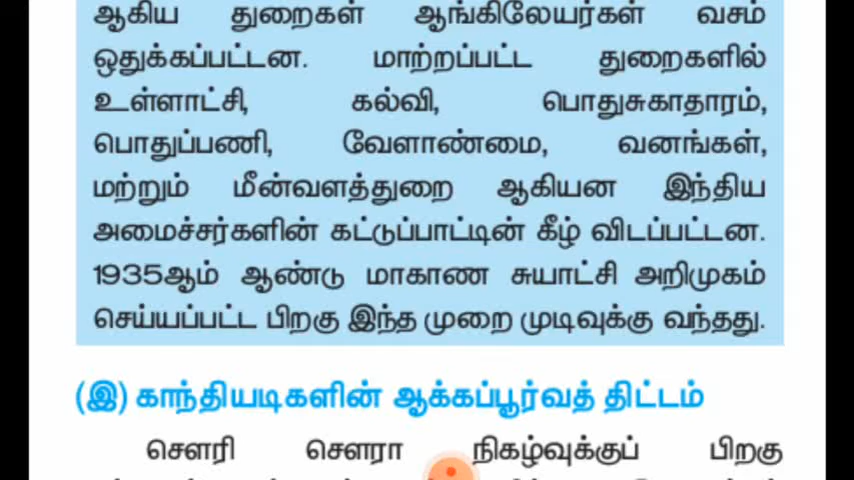 ஆகிய துறைகள் ஆங்கிலேயர்கள் வசம்
ஒதுக்கப்பட்டன. மாற்றப்பட்ட துறைகளில்
உள்ளாட்சி, கல்வி, பொதுசுகாதாரம்,
பொதுப்பணி, வேளாண்மை, வனங்கள்,
மற்றும் மீன்வளத்துறை ஆகியன இந்திய
அமைச்சர்களின் கட்டுப்பாட்டின் கீழ் விடப்பட்டன.
1935ஆம் ஆண்டு மாகாண சுயாட்சி அறிமுகம்
செய்யப்பட்ட பிறகு இந்த முறை முடிவுக்கு வந்தது.
(இ) காந்தியடிகளின் ஆக்கப்பூர்வத் திட்டம்
சௌரி சௌரா நிகழ்வுக்குப் பிறகு